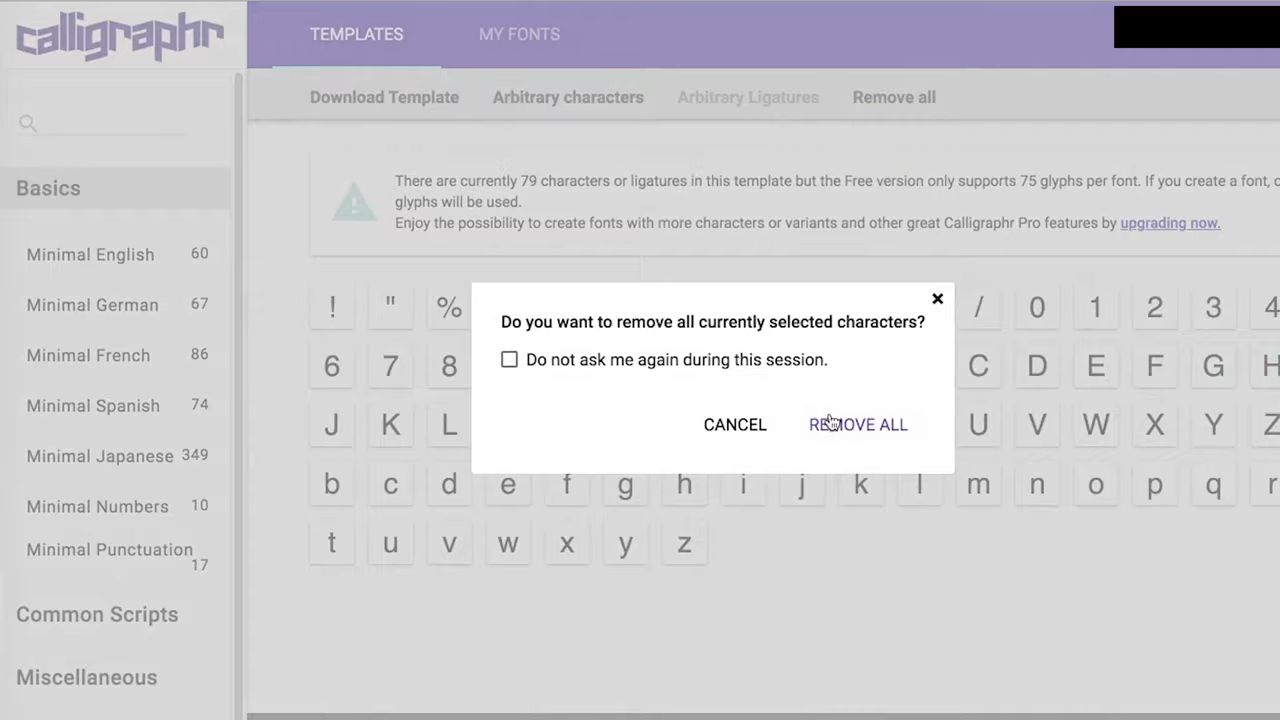 calligraphr
TEMPLATES
MY FONTS
Download Template
Arbitrary characters
Arbitrary Ligatures
Remove all
Basics
Minimal English 60
Minimal German 67
Minimal French 86
Minimal Spanish 74
Minimal Japanese 349
Minimal Numbers 10
Minimal Punctuation
17
Common Scripts
Miscellaneous
There are currently 79 characters or ligatures in this template but the Free version only supports 75 glyphs per font. If you create a font,
glyphs will be used.
Enjoy the possibility to create fonts with more characters or variants and other great Calligraphr Pro features by upgrading now.
Do you want to remove all currently selected characters?
Do not ask me again during this session.
CANCEL
REMOVE ALL
! " % / 0 1 2 3 4
6 7 8 C D E F G H
J K L U V W X Y Z
b c d e f g h i j k l m n o p q r
t u v w x y z